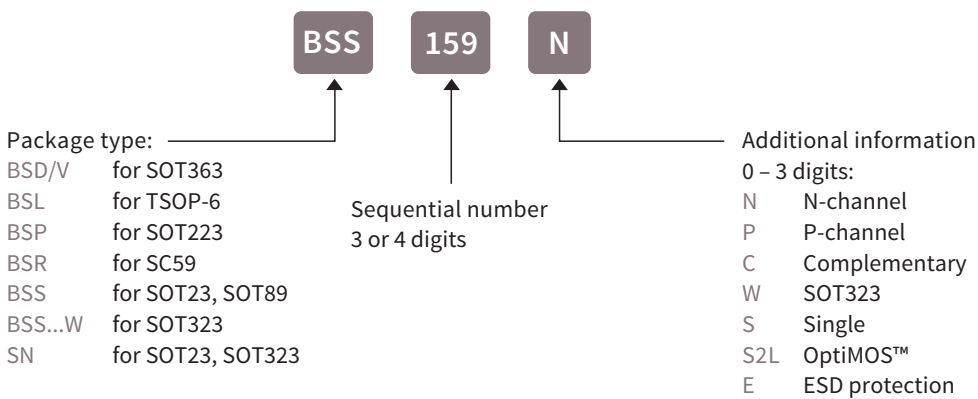 BSS 159 N
Package type:
BSD/V for SOT363
BSL for TSOP-6
BSP for SOT223
BSR for SC59
BSS for SOT23, SOT89
BSS...W for SOT323
SN for SOT23, SOT323
Sequential number
3 or 4 digits
Additional information
0 – 3 digits:
N N-channel
P P-channel
C Complementary
W SOT323
S Single
S2L OptiMOS™
E ESD protection